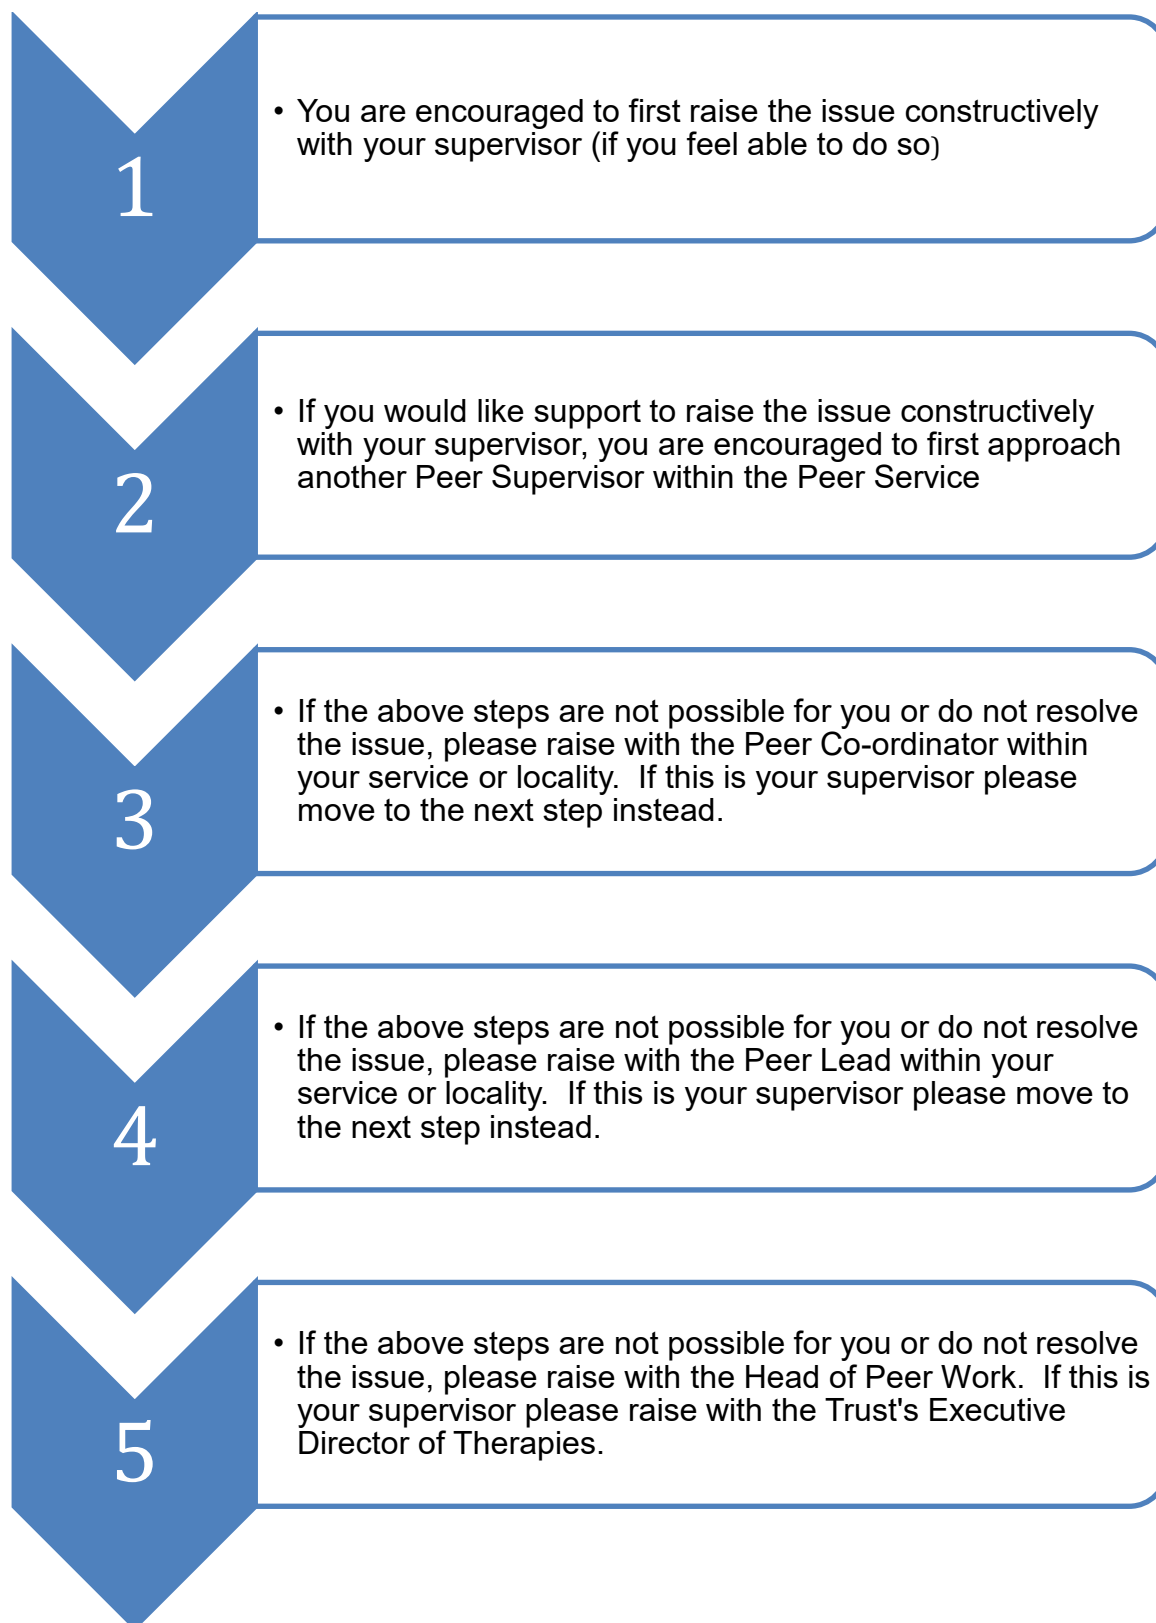 1
• You are encouraged to first raise the issue constructively
with your supervisor (if you feel able to do so)
2
• If you would like support to raise the issue constructively
with your supervisor, you are encouraged to first approach
another Peer Supervisor within the Peer Service
3
• If the above steps are not possible for you or do not resolve
the issue, please raise with the Peer Co-ordinator within
your service or locality.  If this is your supervisor please
move to the next step instead.
4
• If the above steps are not possible for you or do not resolve
the issue, please raise with the Peer Lead within your
service or locality.  If this is your supervisor please move to
the next step instead.
5
• If the above steps are not possible for you or do not resolve
the issue, please raise with the Head of Peer Work.  If this is
your supervisor please raise with the Trust's Executive
Director of Therapies.